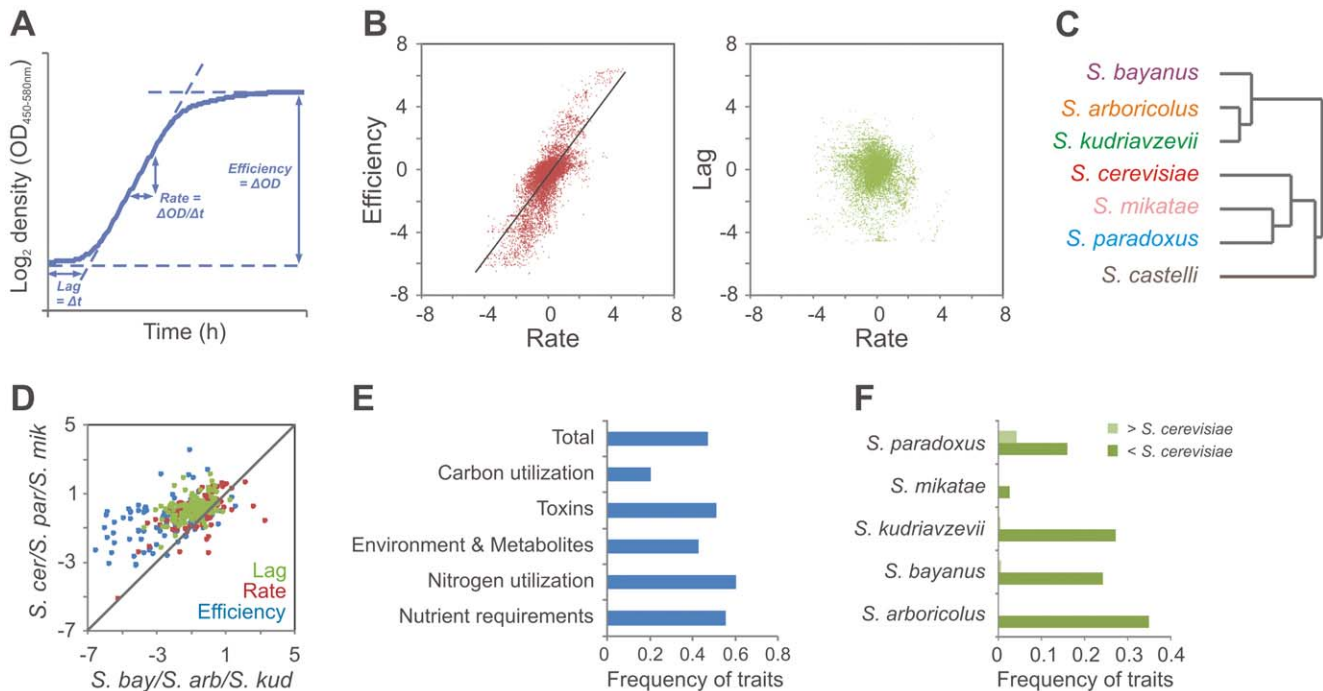 A
Log₂ density (OD₄₅₀₋₅₈₀ₙₘ)
Efficiency
= ΔOD
Rate =
ΔOD/Δt
Lag
= Δt
Time (h)
B
Efficiency
8
4
0
-4
-8
-8
-4
0
4
8
Rate
Lag
8
4
0
-4
-8
-8
-4
0
4
8
Rate
C
S. bayanus
S. arboricolus
S. kudriavzevii
S. cerevisiae
S. mikatae
S. paradoxus
S. castelli
D
S. cer/S. par/S. mik
5
1
-3
-7
Lag
Rate
Efficiency
-7
-3
1
5
S. bay/S. arb/S. kud
E
Total
Carbon utilization
Toxins
Environment & Metabolites
Nitrogen utilization
Nutrient requirements
0
0.2
0.4
0.6
0.8
Frequency of traits
F
> S. cerevisiae
< S. cerevisiae
S. paradoxus
S. mikatae
S. kudriavzevii
S. bayanus
S. arboricolus
0
0.1
0.2
0.3
0.4
Frequency of traits